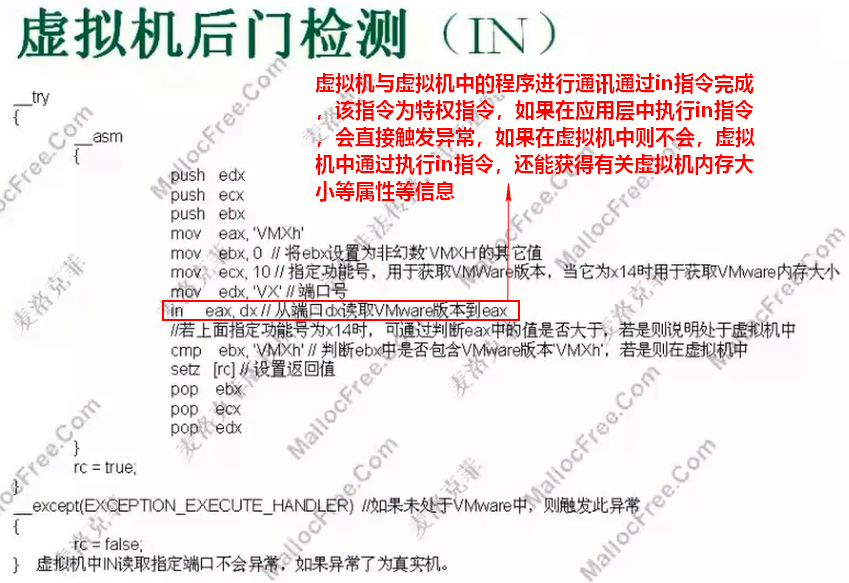 虚拟机后门检测（IN）
虚拟机与虚拟机中的程序进行通讯通过in指令完成
，该指令为特权指令，如果在应用层中执行in指令
，会直接触发异常，如果在虚拟机中则不会，虚拟
机中通过执行in指令，还能获得有关虚拟机内存大
小等属性等信息
__try
{
__asm
{
push edx
push ecx
push ebx
mov eax, 'VMXh'
mov ebx, 0 // 将ebx设置为非幻数'VMXH'的其它值
mov ecx, 10 // 指定功能号，用于获取VMWare版本，当它为x14时用于获取VMware内存大小
mov edx, 'VX' // 端口号
in eax, dx // 从端口dx读取VMware版本到eax
//若上面指定功能号为x14时，可通过判断eax中的值是否大于，若是则说明处于虚拟机中
cmp ebx, 'VMXh' // 判断ebx中是否包含VMware版本'VMXh'，若是则在虚拟机中
setz [rc] // 设置返回值
pop ebx
pop ecx
pop edx
}
rc = true;
}
__except(EXCEPTION_EXECUTE_HANDLER) //如果未处于VMware中，则触发此异常
{
rc = false;
} 虚拟机中IN读取指定端口不会异常，如果异常了为真实机。
MallocFree.Com
麦洛克菲